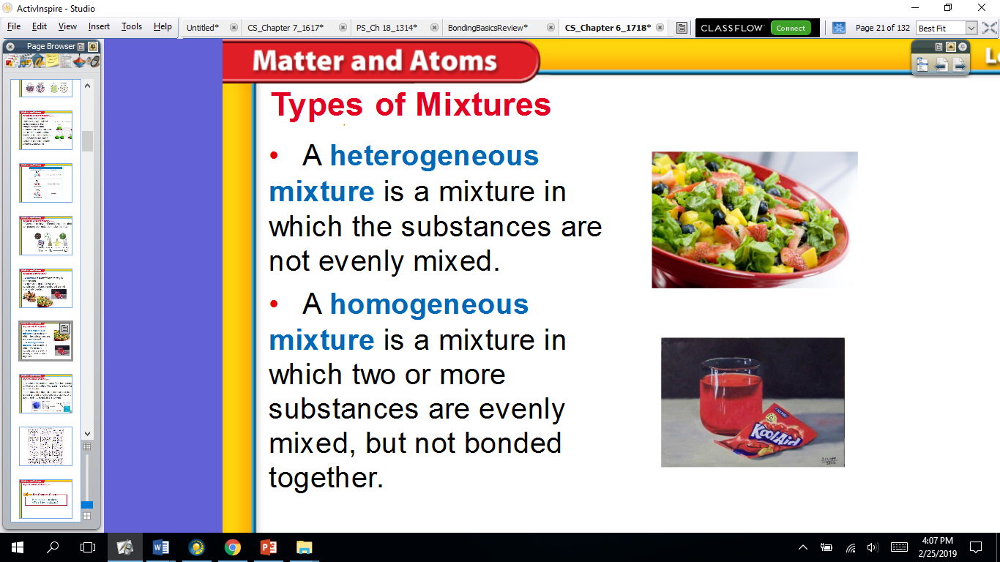 ActivInspire - Studio
File Edit View Insert Tools Help
Untitled* CS_Chapter 7_1617* PS_Ch 18_1314* BondingBasicsReview* CS_Chapter 6_1718* CLASSFLOW Connect Page 21 of 132 Best Fit
Page Browser
Matter and Atoms
Types of Mixtures
• A heterogeneous
mixture is a mixture in
which the substances are
not evenly mixed.
• A homogeneous
mixture is a mixture in
which two or more
substances are evenly
mixed, but not bonded
together.
Kool-Aid
4:07 PM
2/25/2019